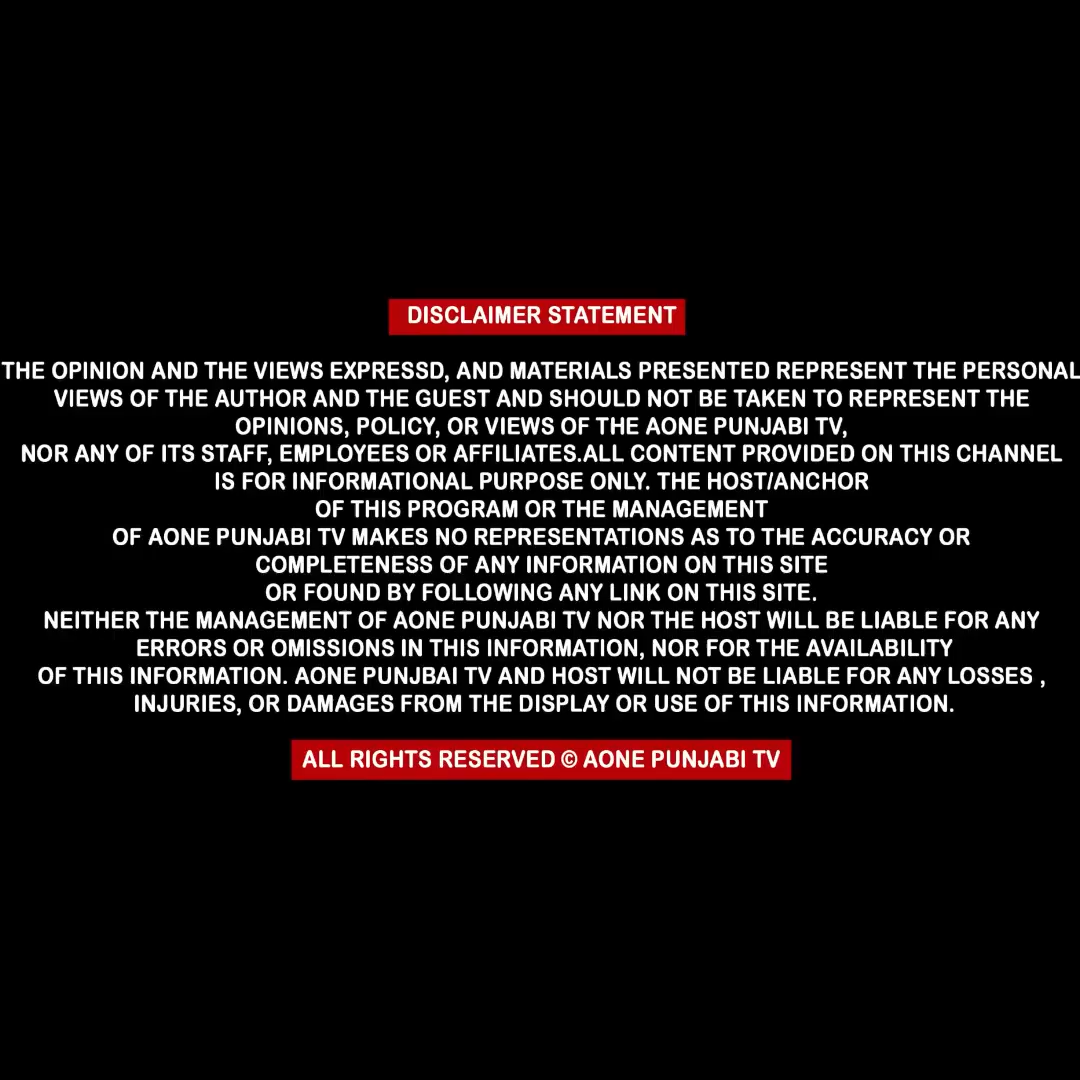 DISCLAIMER STATEMENT
THE OPINION AND THE VIEWS EXPRESSD, AND MATERIALS PRESENTED REPRESENT THE PERSONAL
VIEWS OF THE AUTHOR AND THE GUEST AND SHOULD NOT BE TAKEN TO REPRESENT THE
OPINIONS, POLICY, OR VIEWS OF THE AONE PUNJABI TV,
NOR ANY OF ITS STAFF, EMPLOYEES OR AFFILIATES.ALL CONTENT PROVIDED ON THIS CHANNEL
IS FOR INFORMATIONAL PURPOSE ONLY. THE HOST/ANCHOR
OF THIS PROGRAM OR THE MANAGEMENT
OF AONE PUNJABI TV MAKES NO REPRESENTATIONS AS TO THE ACCURACY OR
COMPLETENESS OF ANY INFORMATION ON THIS SITE
OR FOUND BY FOLLOWING ANY LINK ON THIS SITE.
NEITHER THE MANAGEMENT OF AONE PUNJABI TV NOR THE HOST WILL BE LIABLE FOR ANY
ERRORS OR OMISSIONS IN THIS INFORMATION, NOR FOR THE AVAILABILITY
OF THIS INFORMATION. AONE PUNJBAI TV AND HOST WILL NOT BE LIABLE FOR ANY LOSSES ,
INJURIES, OR DAMAGES FROM THE DISPLAY OR USE OF THIS INFORMATION.
ALL RIGHTS RESERVED © AONE PUNJABI TV